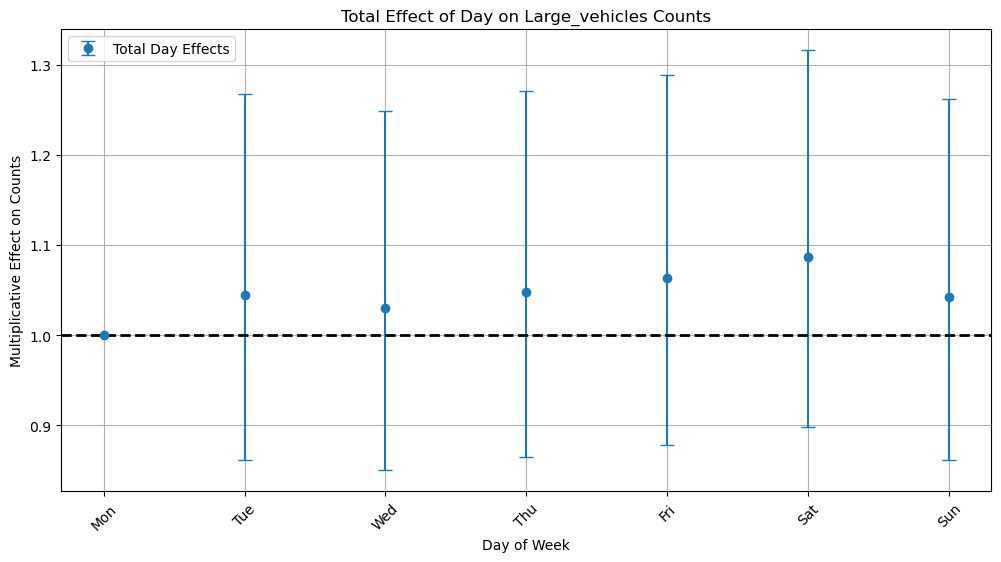 Total Effect of Day on Large_vehicles Counts
Total Day Effects
Multiplicative Effect on Counts
1.3
1.2
1.1
1.0
0.9
Mon
Tue
Wed
Thu
Fri
Sat
Sun
Day of Week